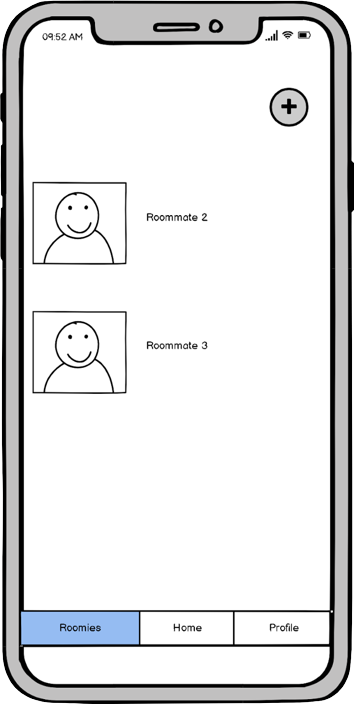 09:52 AM
+
Roommate 2
Roommate 3
Roomies
Home
Profile